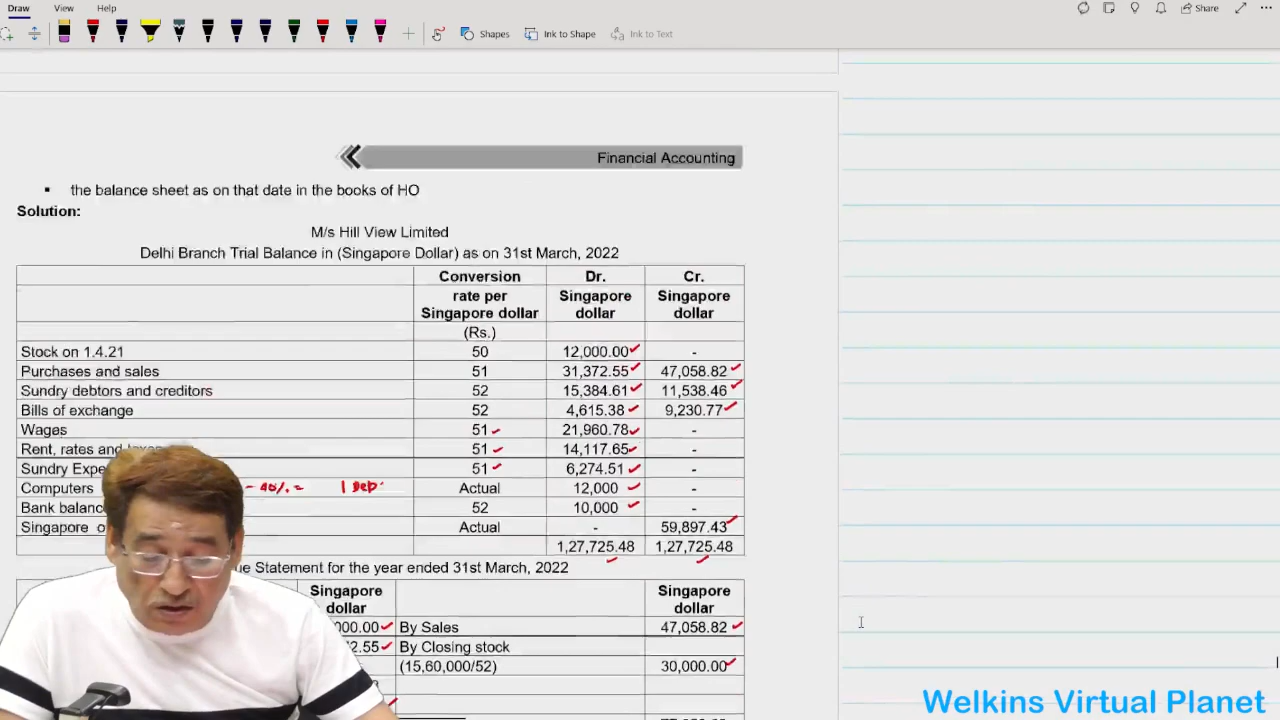 Draw View Help
Shapes Ink to Shape Ink to Text Share
Financial Accounting
▪ the balance sheet as on that date in the books of HO
Solution:
M/s Hill View Limited
Delhi Branch Trial Balance in (Singapore Dollar) as on 31st March, 2022
Conversion Dr. Cr.
rate per Singapore Singapore
Singapore dollar dollar dollar
(Rs.)
Stock on 1.4.21 50 12,000.00 -
Purchases and sales 51 31,372.55 47,058.82
Sundry debtors and creditors 52 15,384.61 11,538.46
Bills of exchange 52 4,615.38 9,230.77
Wages 51 21,960.78 -
Rent, rates and 51 14,117.65 -
Sundry 51 6,274.51 -
Computers - 40%. = 1 Dep Actual 12,000 -
Bank 52 10,000 -
Singapore Actual - 59,897.43
1,27,725.48 1,27,725.48
Statement for the year ended 31st March, 2022
Singapore Singapore
dollar dollar
By Sales 47,058.82
By Closing stock
(15,60,000/52) 30,000.00
Welkins Virtual Planet